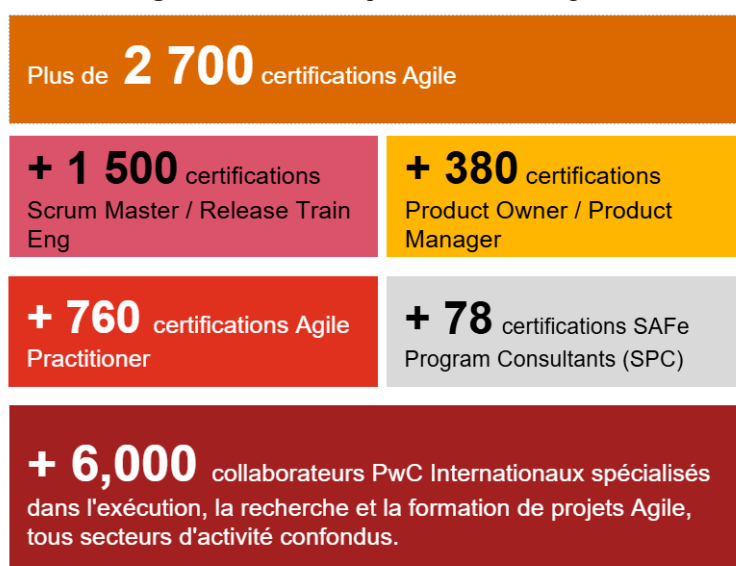 Plus de 2 700 certifications Agile
+ 1 500 certifications
Scrum Master / Release Train
Eng
+ 380 certifications
Product Owner / Product
Manager
+ 760 certifications Agile
Practitioner
+ 78 certifications SAFe
Program Consultants (SPC)
+ 6,000 collaborateurs PwC Internationaux spécialisés
dans l'exécution, la recherche et la formation de projets Agile,
tous secteurs d'activité confondus.